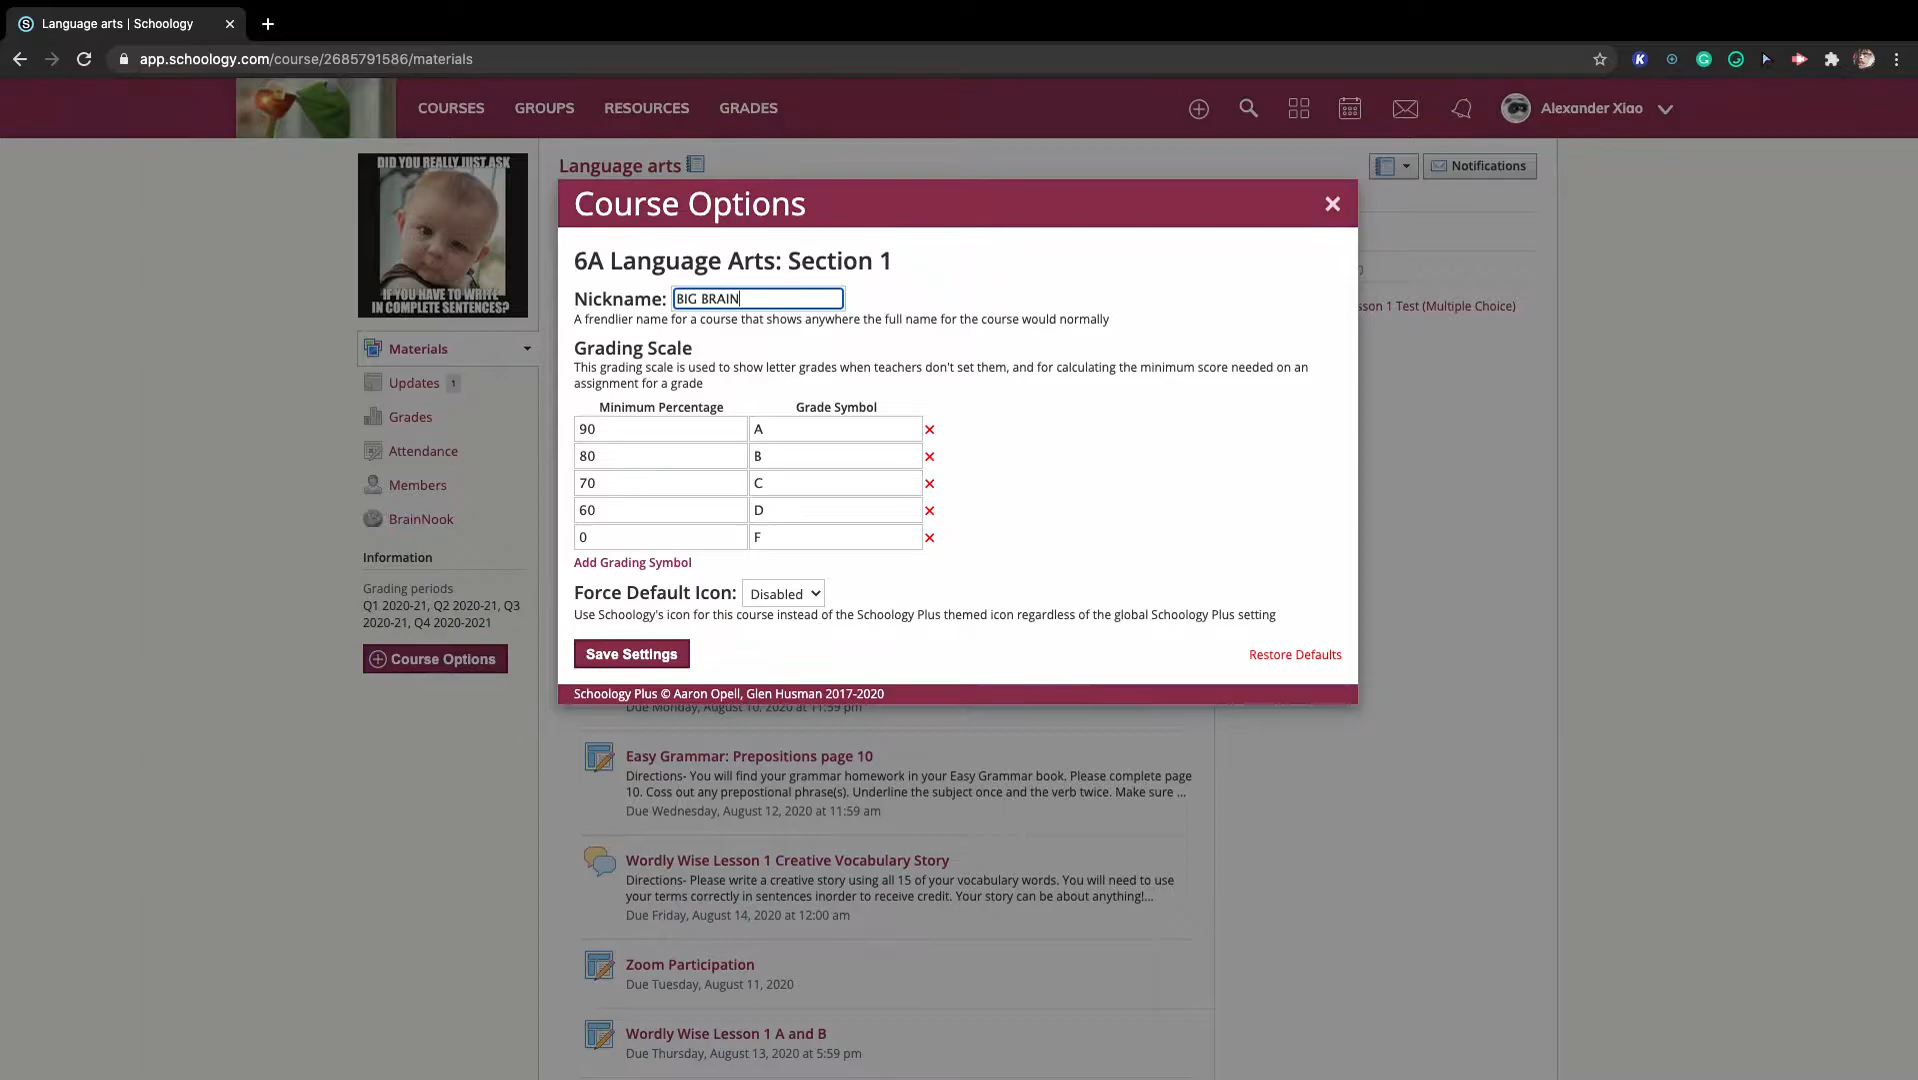 Language arts | Schoology
app.schoology.com/course/2685791586/materials
COURSES GROUPS RESOURCES GRADES
Alexander Xiao
DID YOU REALLY JUST ASK
IF YOU HAVE TO WRITE
IN COMPLETE SENTENCES?
Language arts
Notifications
Course Options
6A Language Arts: Section 1
Nickname: BIG BRAIN
A frendlier name for a course that shows anywhere the full name for the course would normally
sson 1 Test (Multiple Choice)
Materials
Updates 1
Grades
Attendance
Members
BrainNook
Information
Grading periods
Q1 2020-21, Q2 2020-21, Q3
2020-21, Q4 2020-2021
Course Options
Grading Scale
This grading scale is used to show letter grades when teachers don't set them, and for calculating the minimum score needed on an
assignment for a grade
Minimum Percentage Grade Symbol
90 A
80 B
70 C
60 D
0 F
Add Grading Symbol
Force Default Icon: Disabled
Use Schoology's icon for this course instead of the Schoology Plus themed icon regardless of the global Schoology Plus setting
Save Settings
Restore Defaults
Schoology Plus © Aaron Opell, Glen Husman 2017-2020
Due Monday, August 10, 2020 at 11:59 pm
Easy Grammar: Prepositions page 10
Directions- You will find your grammar homework in your Easy Grammar book. Please complete page
10. Coss out any prepostional phrase(s). Underline the subject once and the verb twice. Make sure ...
Due Wednesday, August 12, 2020 at 11:59 am
Wordly Wise Lesson 1 Creative Vocabulary Story
Directions- Please write a creative story using all 15 of your vocabulary words. You will need to use
your terms correctly in sentences inorder to receive credit. Your story can be about anything!...
Due Friday, August 14, 2020 at 12:00 am
Zoom Participation
Due Tuesday, August 11, 2020
Wordly Wise Lesson 1 A and B
Due Thursday, August 13, 2020 at 5:59 pm